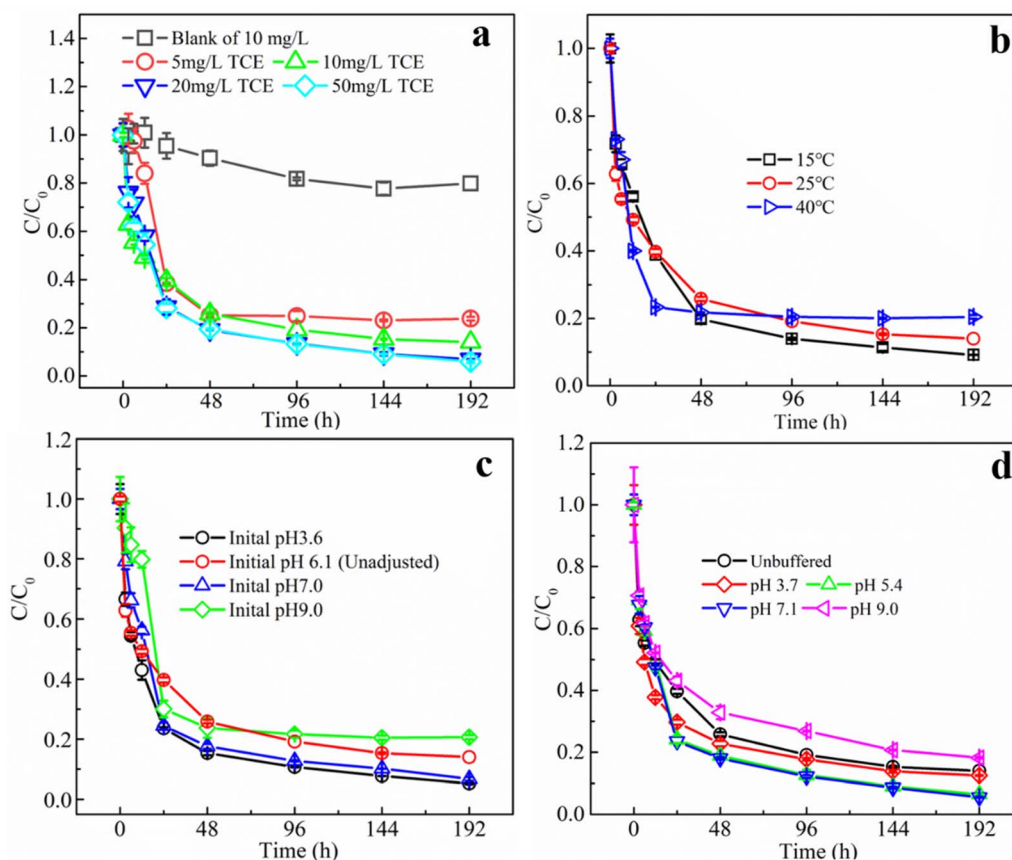 a
1.4
1.2
1.0
0.8
0.6
0.4
0.2
0.0
C/C0
Blank of 10 mg/L
5mg/L TCE 10mg/L TCE
20mg/L TCE 50mg/L TCE
0 48 96 144 192
Time (h)
b
1.0
0.8
0.6
0.4
0.2
0.0
C/C0
15°C
25°C
40°C
0 48 96 144 192
Time (h)
c
1.2
1.0
0.8
0.6
0.4
0.2
0.0
C/C0
Inital pH3.6
Initial pH 6.1 (Unadjusted)
Inital pH7.0
Inital pH9.0
0 48 96 144 192
Time (h)
d
1.2
1.0
0.8
0.6
0.4
0.2
0.0
C/C0
Unbuffered
pH 3.7 pH 5.4
pH 7.1 pH 9.0
0 48 96 144 192
Time (h)